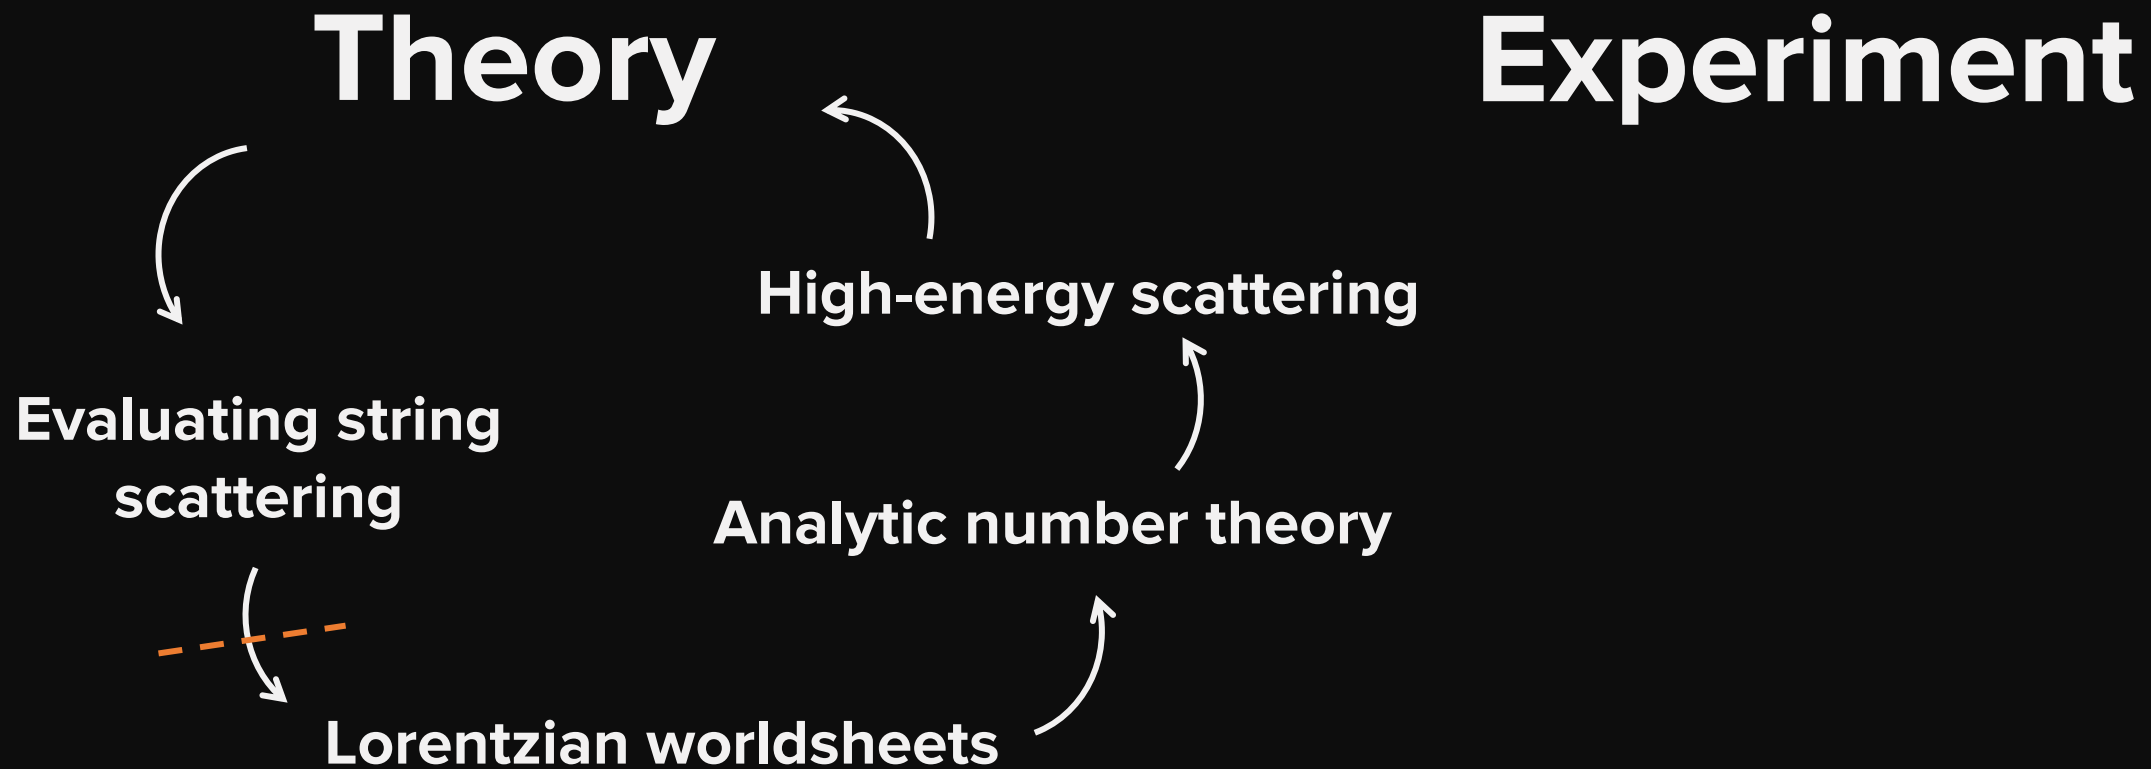 Theory
Experiment
High-energy scattering
Evaluating string
scattering
Analytic number theory
Lorentzian worldsheets